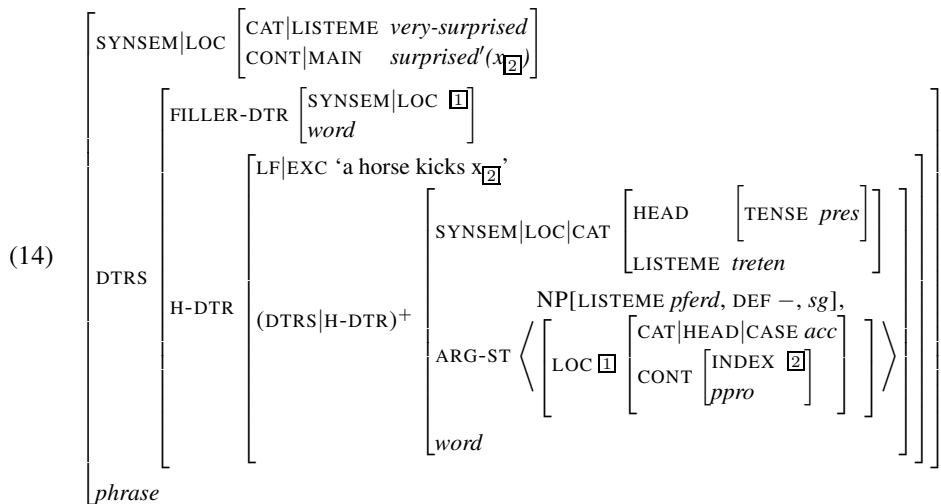 (14)
SYNSEM|LOC [CAT|LISTEME very-surprised
CONT|MAIN surprised′(x[2])]
DTRS
FILLER-DTR [SYNSEM|LOC [1]
word]
H-DTR
LF|EXC ‘a horse kicks x[2]’
(DTRS|H-DTR)⁺
SYNSEM|LOC|CAT [HEAD [TENSE pres]
LISTEME treten]
ARG-ST ⟨NP[LISTEME pferd, DEF −, sg],
[LOC [1] [CAT|HEAD|CASE acc
CONT [INDEX [2]
ppro]]]⟩
word
phrase